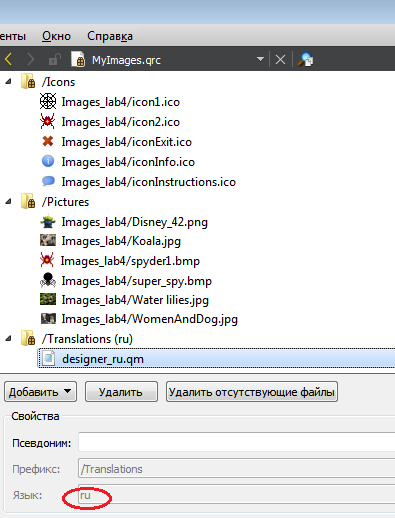 енты Окно Справка
MyImages.qrc
/Icons
Images_lab4/icon1.ico
Images_lab4/icon2.ico
Images_lab4/iconExit.ico
Images_lab4/iconInfo.ico
Images_lab4/iconInstructions.ico
/Pictures
Images_lab4/Disney_42.png
Images_lab4/Koala.jpg
Images_lab4/spyder1.bmp
Images_lab4/super_spy.bmp
Images_lab4/Water lilies.jpg
Images_lab4/WomenAndDog.jpg
/Translations (ru)
designer_ru.qm
Добавить Удалить Удалить отсутствующие файлы
Свойства
Псевдоним:
Префикс: /Translations
Язык: ru